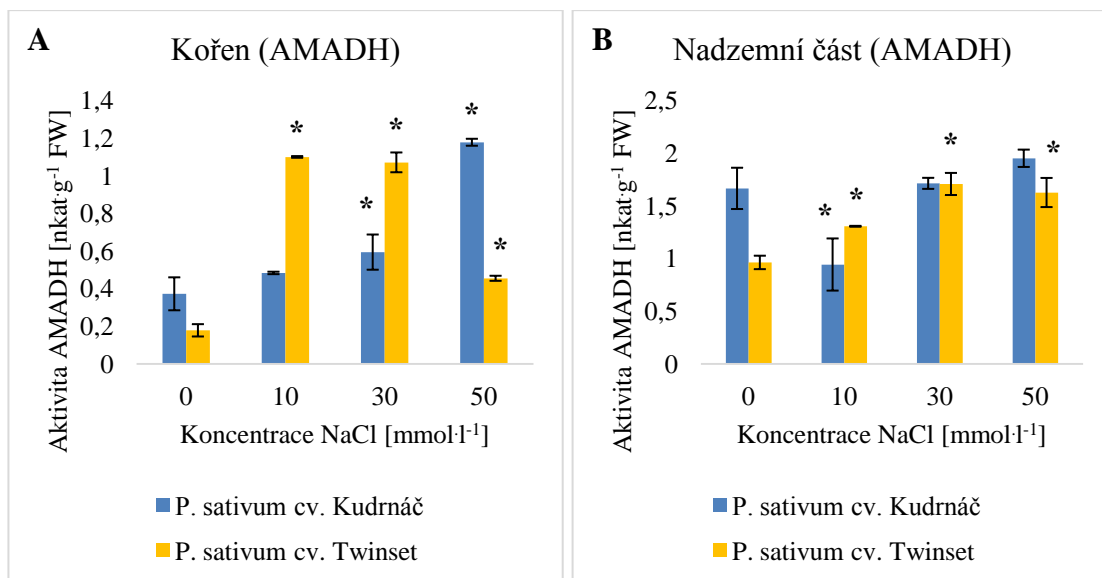 A
Kořen (AMADH)
Aktivita AMADH [nkat·g-1 FW]
1,4
1,2
1
0,8
0,6
0,4
0,2
0
* * * * *
0 10 30 50
Koncentrace NaCl [mmol·l-1]
P. sativum cv. Kudrnáč
P. sativum cv. Twinset
B
Nadzemní část (AMADH)
Aktivita AMADH [nkat·g-1 FW]
2,5
2
1,5
1
0,5
0
* * * *
0 10 30 50
Koncentrace NaCl [mmol·l-1]
P. sativum cv. Kudrnáč
P. sativum cv. Twinset